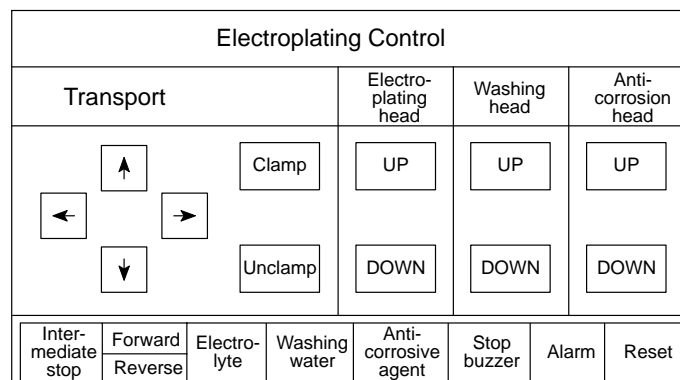 Electroplating Control
Transport
Electro-
plating
head
Washing
head
Anti-
corrosion
head
Clamp
UP
UP
UP
Unclamp
DOWN
DOWN
DOWN
Inter-
mediate
stop
Forward
Reverse
Electro-
lyte
Washing
water
Anti-
corrosive
agent
Stop
buzzer
Alarm
Reset